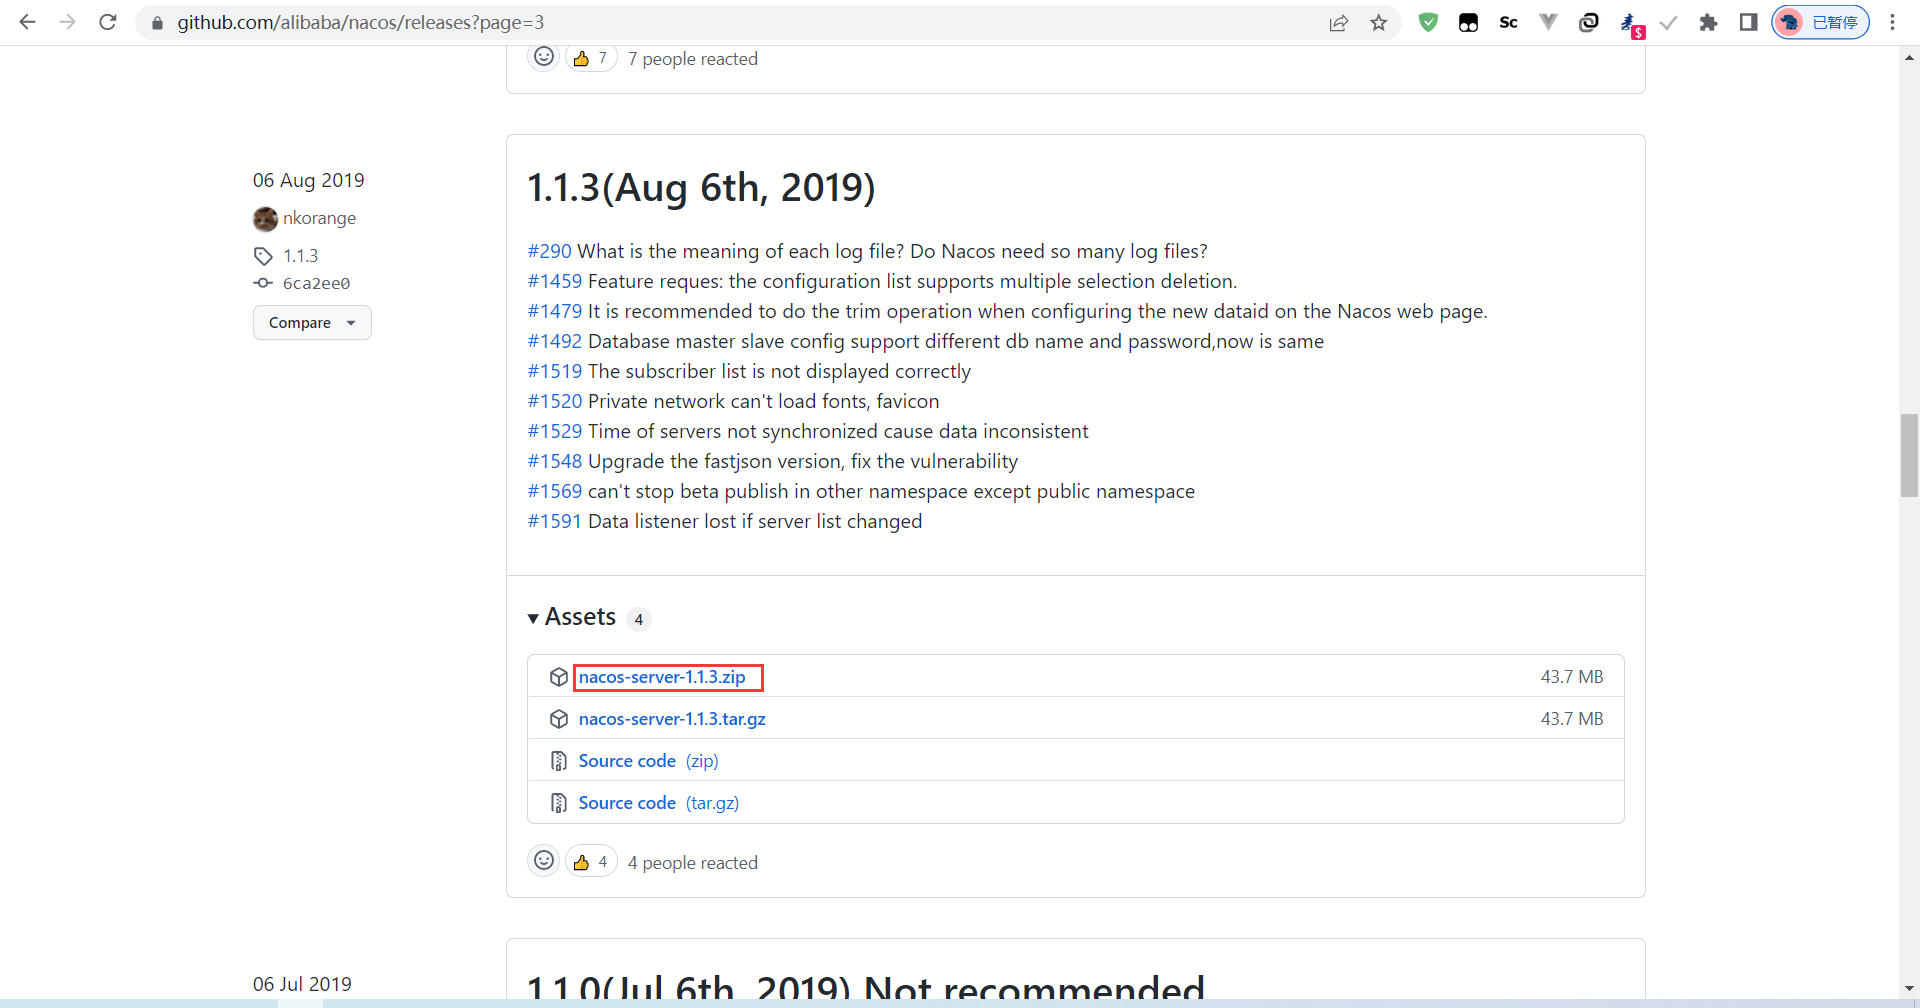 github.com/alibaba/nacos/releases?page=3
Sc
$
已暂停
👍 7 7 people reacted
06 Aug 2019
nkorange
1.1.3
6ca2ee0
Compare
1.1.3(Aug 6th, 2019)
#290 What is the meaning of each log file? Do Nacos need so many log files?
#1459 Feature reques: the configuration list supports multiple selection deletion.
#1479 It is recommended to do the trim operation when configuring the new dataid on the Nacos web page.
#1492 Database master slave config support different db name and password,now is same
#1519 The subscriber list is not displayed correctly
#1520 Private network can't load fonts, favicon
#1529 Time of servers not synchronized cause data inconsistent
#1548 Upgrade the fastjson version, fix the vulnerability
#1569 can't stop beta publish in other namespace except public namespace
#1591 Data listener lost if server list changed
Assets 4
nacos-server-1.1.3.zip 43.7 MB
nacos-server-1.1.3.tar.gz 43.7 MB
Source code (zip)
Source code (tar.gz)
👍 4 4 people reacted
06 Jul 2019
1.1.0(Jul 6th, 2019) Not recommended